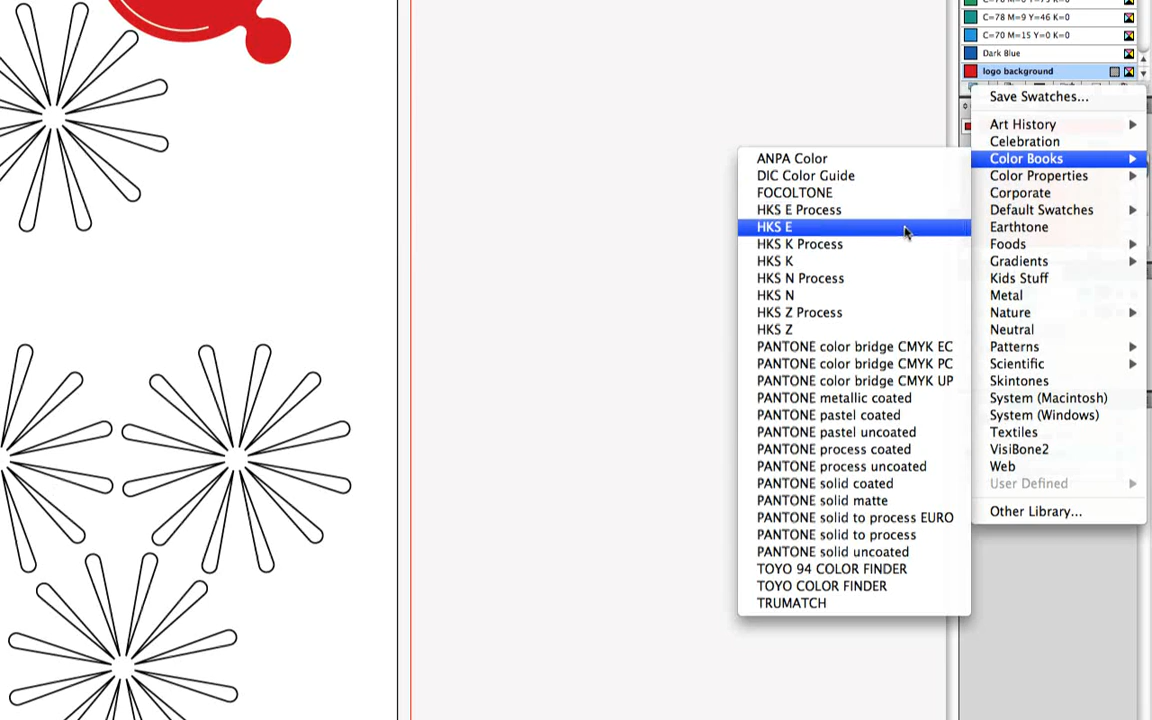 C=78 M=9 Y=46 K=0
C=70 M=15 Y=0 K=0
Dark Blue
logo background
Save Swatches...
Art History
Celebration
Color Books
Color Properties
Corporate
Default Swatches
Earthtone
Foods
Gradients
Kids Stuff
Metal
Nature
Neutral
Patterns
Scientific
Skintones
System (Macintosh)
System (Windows)
Textiles
VisiBone2
Web
User Defined
Other Library...
ANPA Color
DIC Color Guide
FOCOLTONE
HKS E Process
HKS E
HKS K Process
HKS K
HKS N Process
HKS N
HKS Z Process
HKS Z
PANTONE color bridge CMYK EC
PANTONE color bridge CMYK PC
PANTONE color bridge CMYK UP
PANTONE metallic coated
PANTONE pastel coated
PANTONE pastel uncoated
PANTONE process coated
PANTONE process uncoated
PANTONE solid coated
PANTONE solid matte
PANTONE solid to process EURO
PANTONE solid to process
PANTONE solid uncoated
TOYO 94 COLOR FINDER
TOYO COLOR FINDER
TRUMATCH